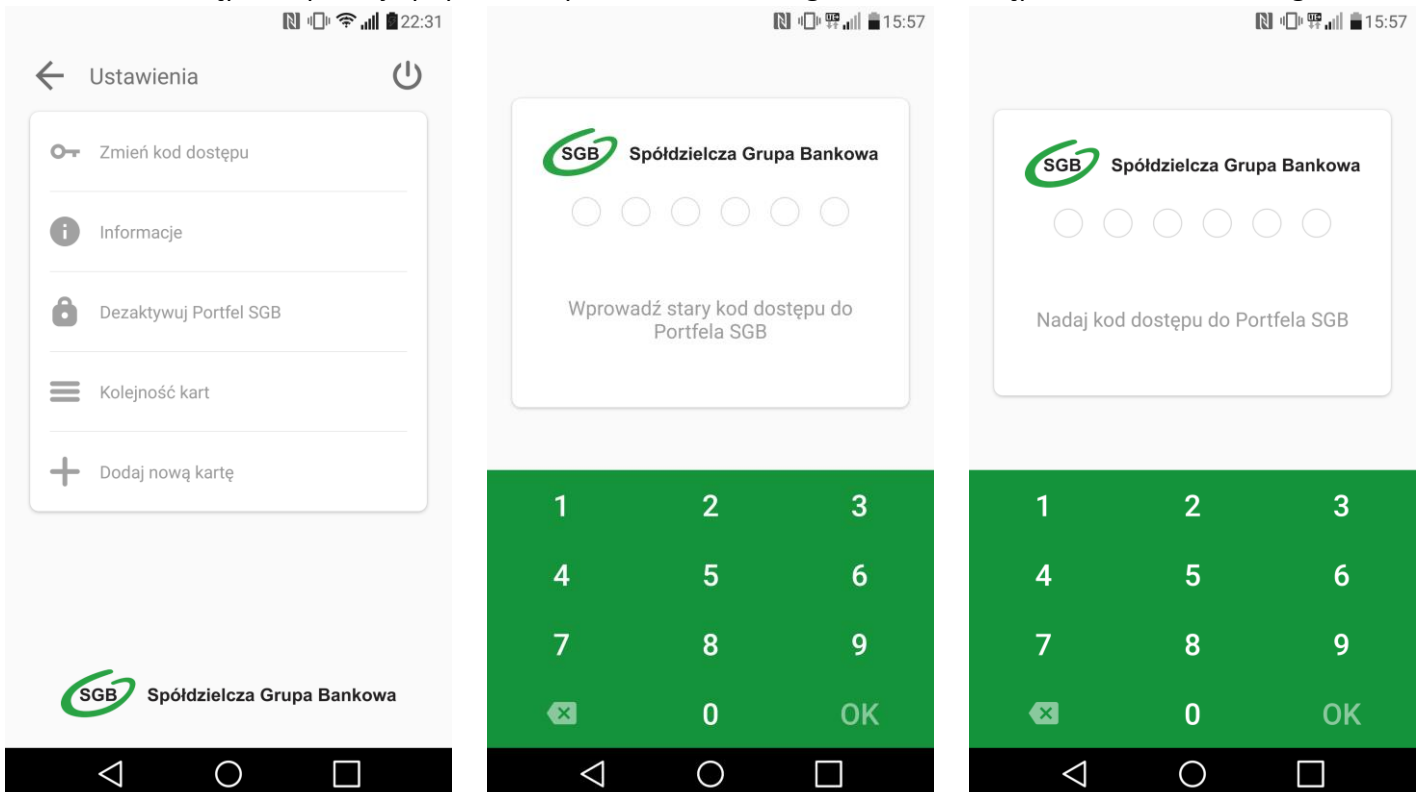 22:31
Ustawienia
Zmień kod dostępu
Informacje
Dezaktywuj Portfel SGB
Kolejność kart
Dodaj nową kartę
SGB Spółdzielcza Grupa Bankowa
15:57
SGB Spółdzielcza Grupa Bankowa
Wprowadź stary kod dostępu do
Portfela SGB
1 2 3
4 5 6
7 8 9
0 OK
15:57
SGB Spółdzielcza Grupa Bankowa
Nadaj kod dostępu do Portfela SGB
1 2 3
4 5 6
7 8 9
0 OK